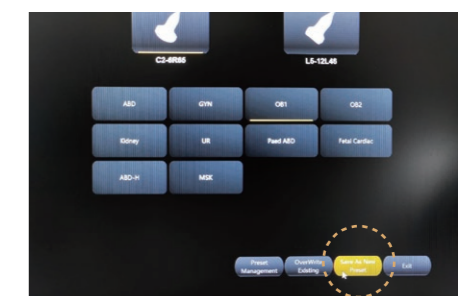 C2-6R65
L5-12L46
ABD
GYN
OB1
OB2
Kidney
UR
Paed ABD
Fetal Cardiac
ABD-H
MSK
Preset
Management
OverWrite
Existing
Save As New
Preset
Exit